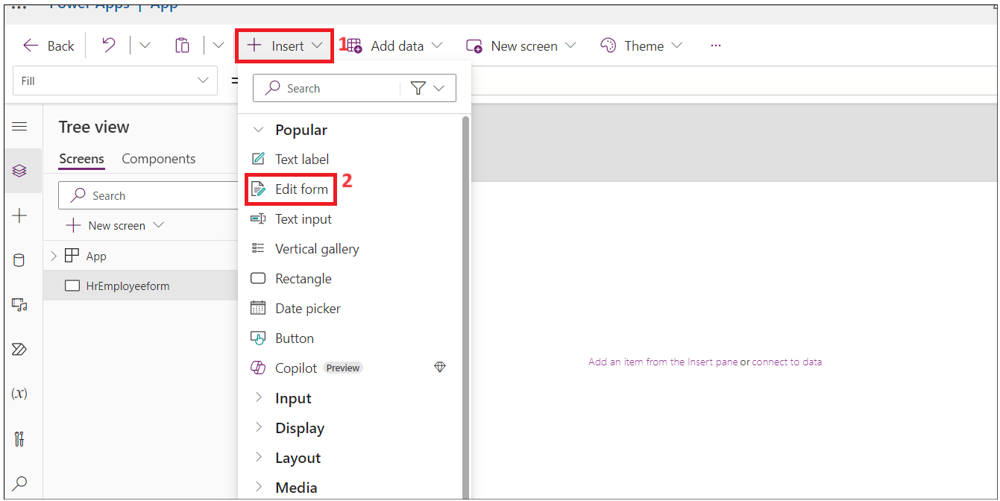 Power Apps | App
Back
Insert
1
Add data
New screen
Theme
...
Fill
=
Search
Tree view
Screens
Components
Search
New screen
App
HrEmployeeform
Popular
Text label
Edit form
2
Text input
Vertical gallery
Rectangle
Date picker
Button
Copilot Preview
Input
Display
Layout
Media
(x)
Add an item from the Insert pane or connect to data